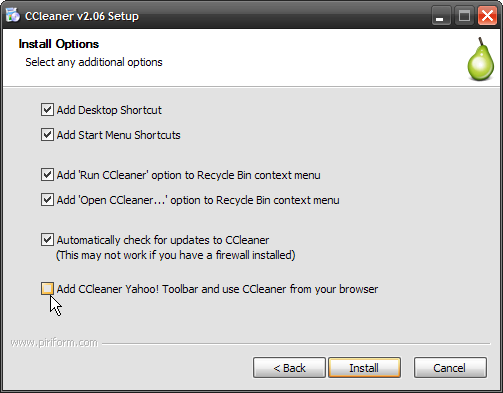 CCleaner v2.06 Setup
Install Options
Select any additional options
Add Desktop Shortcut
Add Start Menu Shortcuts
Add 'Run CCleaner' option to Recycle Bin context menu
Add 'Open CCleaner...' option to Recycle Bin context menu
Automatically check for updates to CCleaner
(This may not work if you have a firewall installed)
Add CCleaner Yahoo! Toolbar and use CCleaner from your browser
www.piriform.com
< Back Install Cancel